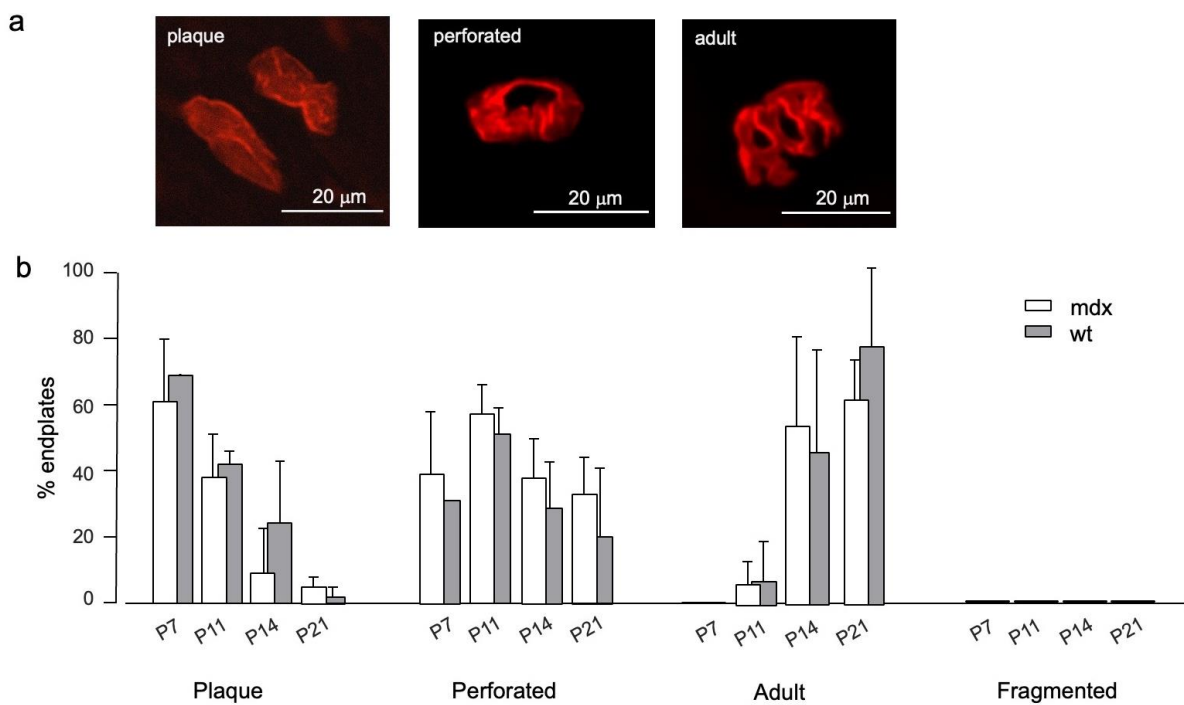 a
plaque
perforated
adult
20 μm
20 μm
20 μm
b
% endplates
100
80
60
40
20
0
mdx
wt
P7 P11 P14 P21
P7 P11 P14 P21
P7 P11 P14 P21
P7 P11 P14 P21
Plaque
Perforated
Adult
Fragmented